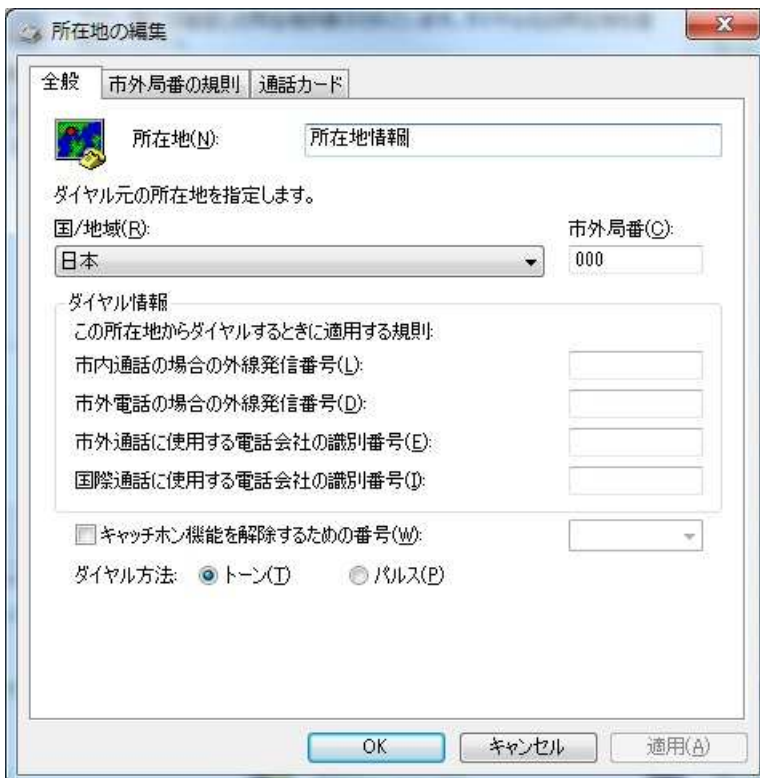 所在地の編集
全般 市外局番の規則 通話カード
所在地(N): 所在地情報
ダイヤル元の所在地を指定します。
国/地域(R): 市外局番(C):
日本 000
ダイヤル情報
この所在地からダイヤルするときに適用する規則:
市内通話の場合の外線発信番号(L):
市外電話の場合の外線発信番号(D):
市外通話に使用する電話会社の識別番号(E):
国際通話に使用する電話会社の識別番号(I):
キャッチホン機能を解除するための番号(W):
ダイヤル方法: トーン(T) パルス(P)
OK キャンセル 適用(A)